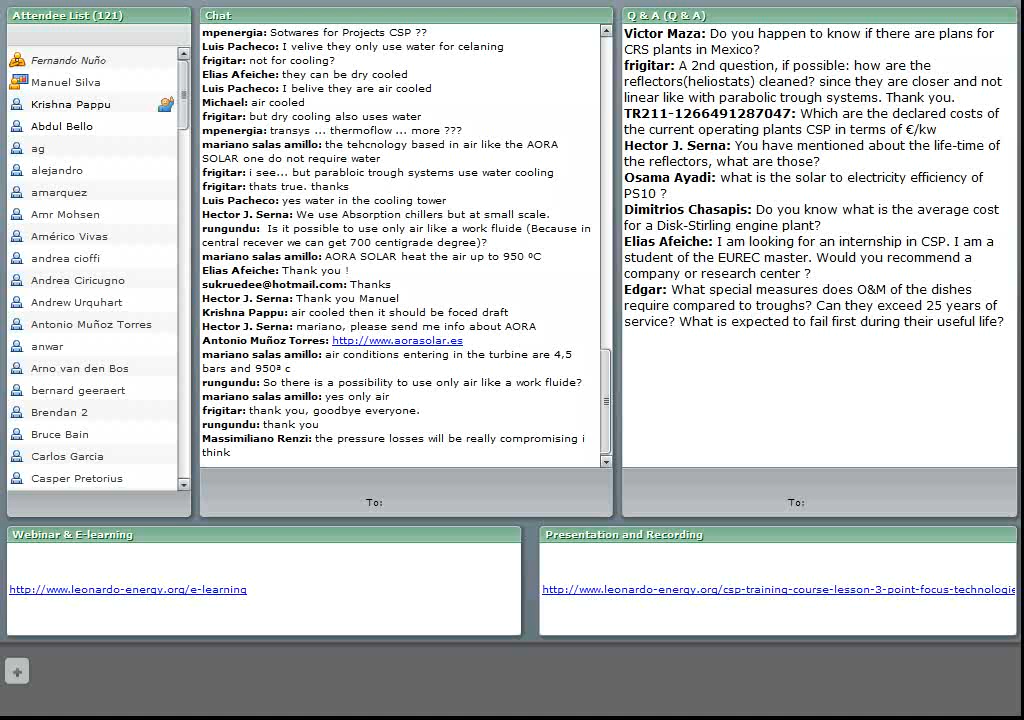 Attendee List (121)
Fernando Nuño
Manuel Silva
Krishna Pappu
Abdul Bello
ag
alejandro
amarquez
Amr Mohsen
Américo Vivas
andrea cioffi
Andrea Ciricugno
Andrew Urquhart
Antonio Muñoz Torres
anwar
Arno van den Bos
bernard geeraert
Brendan 2
Bruce Bain
Carlos Garcia
Casper Pretorius
Chat
mpenergia: Sotwares for Projects CSP ??
Luis Pacheco: I velive they only use water for celaning
frigitar: not for cooling?
Elias Afeiche: they can be dry cooled
Luis Pacheco: I belive they are air cooled
Michael: air cooled
frigitar: but dry cooling also uses water
mpenergia: transys ... thermoflow ... more ???
mariano salas amillo: the tehcnology based in air like the AORA
SOLAR one do not require water
frigitar: i see... but parabloic trough systems use water cooling
frigitar: thats true. thanks
Luis Pacheco: yes water in the cooling tower
Hector J. Serna: We use Absorption chillers but at small scale.
rungundu: Is it possible to use only air like a work fluide (Because in
central recever we can get 700 centigrade degree)?
mariano salas amillo: AORA SOLAR heat the air up to 950 ºC
Elias Afeiche: Thank you !
sukruedee@hotmail.com: Thanks
Hector J. Serna: Thank you Manuel
Krishna Pappu: air cooled then it should be foced draft
Hector J. Serna: mariano, please send me info about AORA
Antonio Muñoz Torres: http://www.aorasolar.es
mariano salas amillo: air conditions entering in the turbine are 4,5
bars and 950ª c
rungundu: So there is a possibility to use only air like a work fluide?
mariano salas amillo: yes only air
frigitar: thank you, goodbye everyone.
rungundu: thank you
Massimiliano Renzi: the pressure losses will be really compromising i
think
To:
Q & A (Q & A)
Victor Maza: Do you happen to know if there are plans for
CRS plants in Mexico?
frigitar: A 2nd question, if possible: how are the
reflectors(heliostats) cleaned? since they are closer and not
linear like with parabolic trough systems. Thank you.
TR211-1266491287047: Which are the declared costs of
the current operating plants CSP in terms of €/kw
Hector J. Serna: You have mentioned about the life-time of
the reflectors, what are those?
Osama Ayadi: what is the solar to electricity efficiency of
PS10 ?
Dimitrios Chasapis: Do you know what is the average cost
for a Disk-Stirling engine plant?
Elias Afeiche: I am looking for an internship in CSP. I am a
student of the EUREC master. Would you recommend a
company or research center ?
Edgar: What special measures does O&M of the dishes
require compared to troughs? Can they exceed 25 years of
service? What is expected to fail first during their useful life?
To:
Webinar & E-learning
http://www.leonardo-energy.org/e-learning
Presentation and Recording
http://www.leonardo-energy.org/csp-training-course-lesson-3-point-focus-technologie